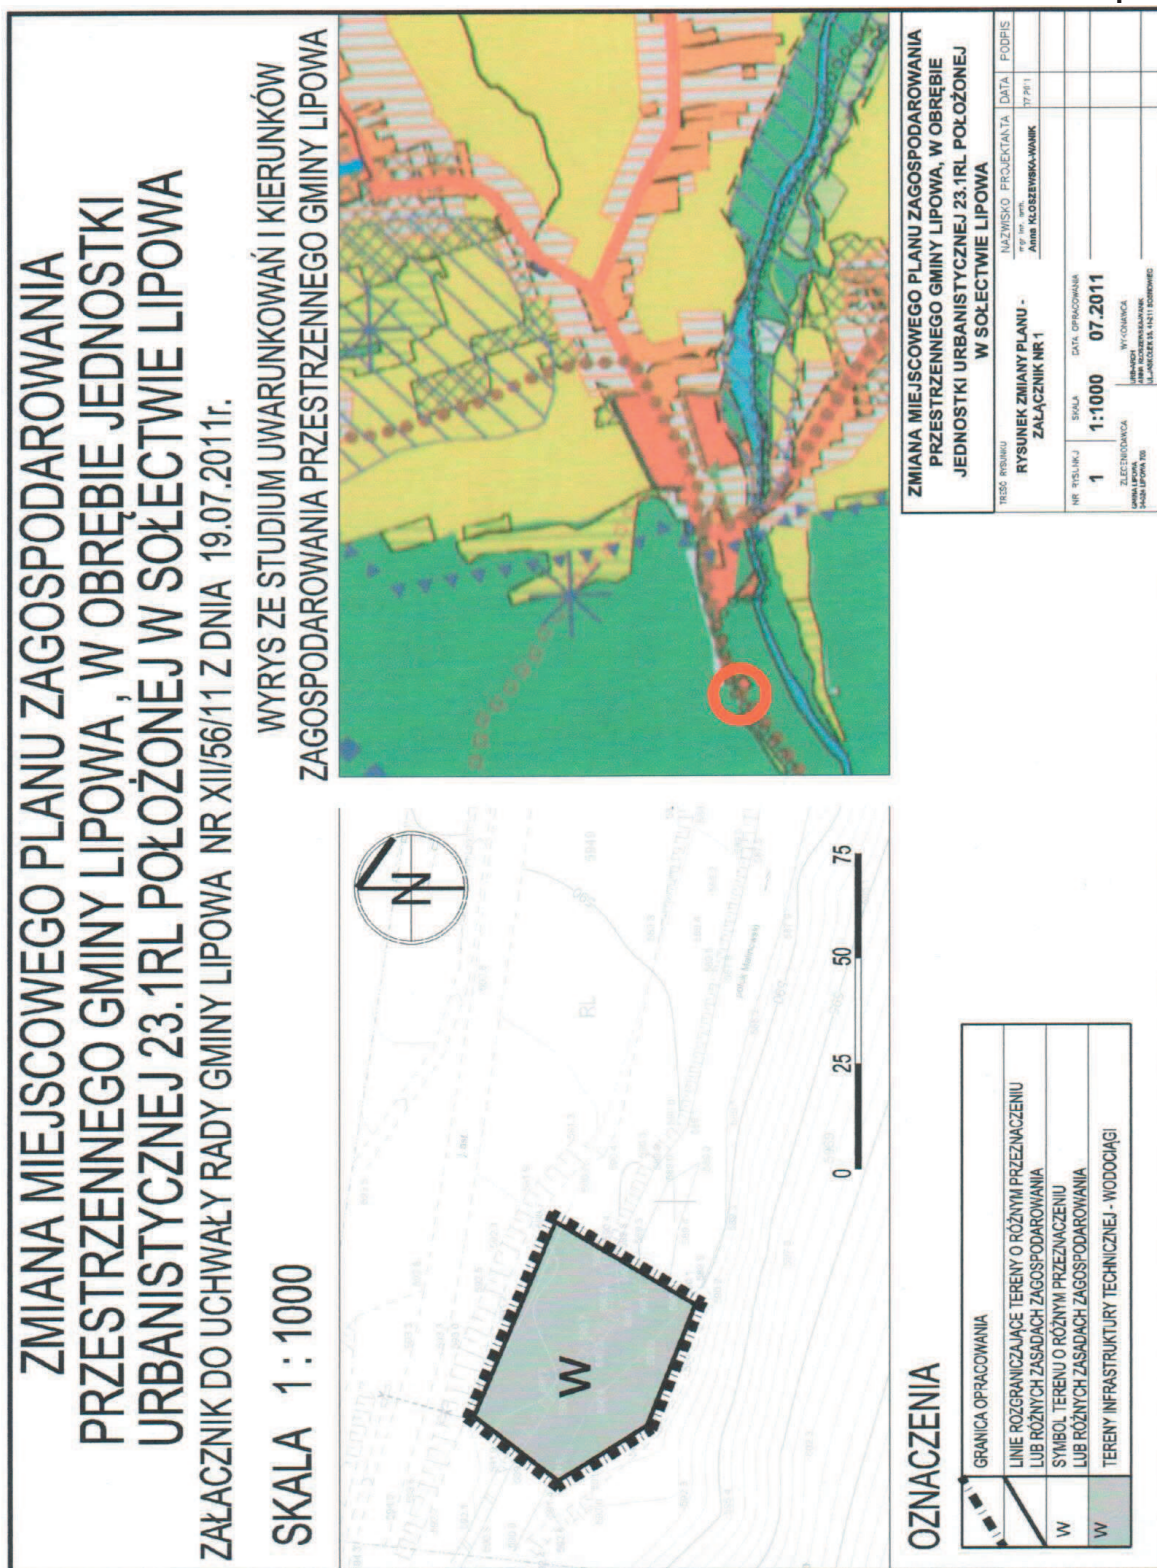 ZMIANA MIEJSCOWEGO PLANU ZAGOSPODAROWANIA
PRZESTRZENNEGO GMINY LIPOWA , W OBRĘBIE JEDNOSTKI
URBANISTYCZNEJ 23.1RL POŁOŻONEJ W SOŁECTWIE LIPOWA
ZAŁĄCZNIK DO UCHWAŁY RADY GMINY LIPOWA NR XII/56/11 Z DNIA 19.07.2011r.
SKALA 1 : 1000
WYRYS ZE STUDIUM UWARUNKOWAŃ I KIERUNKÓW
ZAGOSPODAROWANIA PRZESTRZENNEGO GMINY LIPOWA
N
RL
W
0 25 50 75
OZNACZENIA
GRANICA OPRACOWANIA
LINIE ROZGRANICZAJĄCE TERENY O RÓŻNYM PRZEZNACZENIU
LUB RÓŻNYCH ZASADACH ZAGOSPODAROWANIA
W SYMBOL TERENU O RÓŻNYM PRZEZNACZENIU
LUB RÓŻNYCH ZASADACH ZAGOSPODAROWANIA
W TERENY INFRASTRUKTURY TECHNICZNEJ - WODOCIĄGI
ZMIANA MIEJSCOWEGO PLANU ZAGOSPODAROWANIA
PRZESTRZENNEGO GMINY LIPOWA, W OBRĘBIE
JEDNOSTKI URBANISTYCZNEJ 23.1RL POŁOŻONEJ
W SOŁECTWIE LIPOWA
TREŚĆ RYSUNKU NAZWISKO PROJEKTANTA DATA PODPIS
RYSUNEK ZMIANY PLANU -
ZAŁĄCZNIK NR 1
Anna KŁOSZEWSKA-WANIK
NR RYSUNKU SKALA DATA OPRACOWANIA
1 1:1000 07.2011
ZLECENIODAWCA WYKONAWCA
GMINA LIPOWA